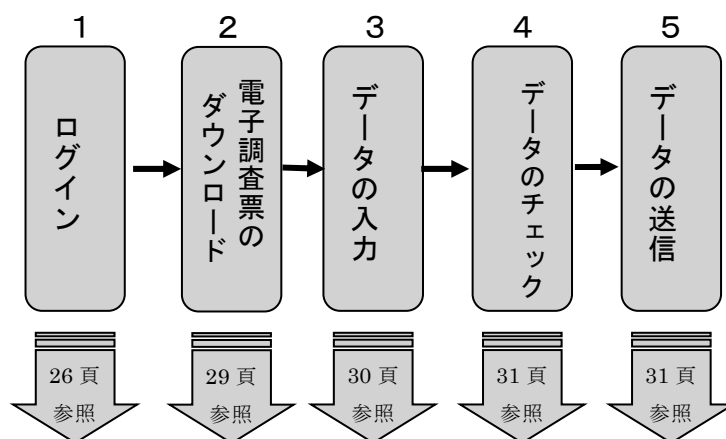 1
2
3
4
5
ログイン
電子調査票の
ダウンロード
データの入力
データのチェック
データの送信
26 頁
参照
29 頁
参照
30 頁
参照
31 頁
参照
31 頁
参照